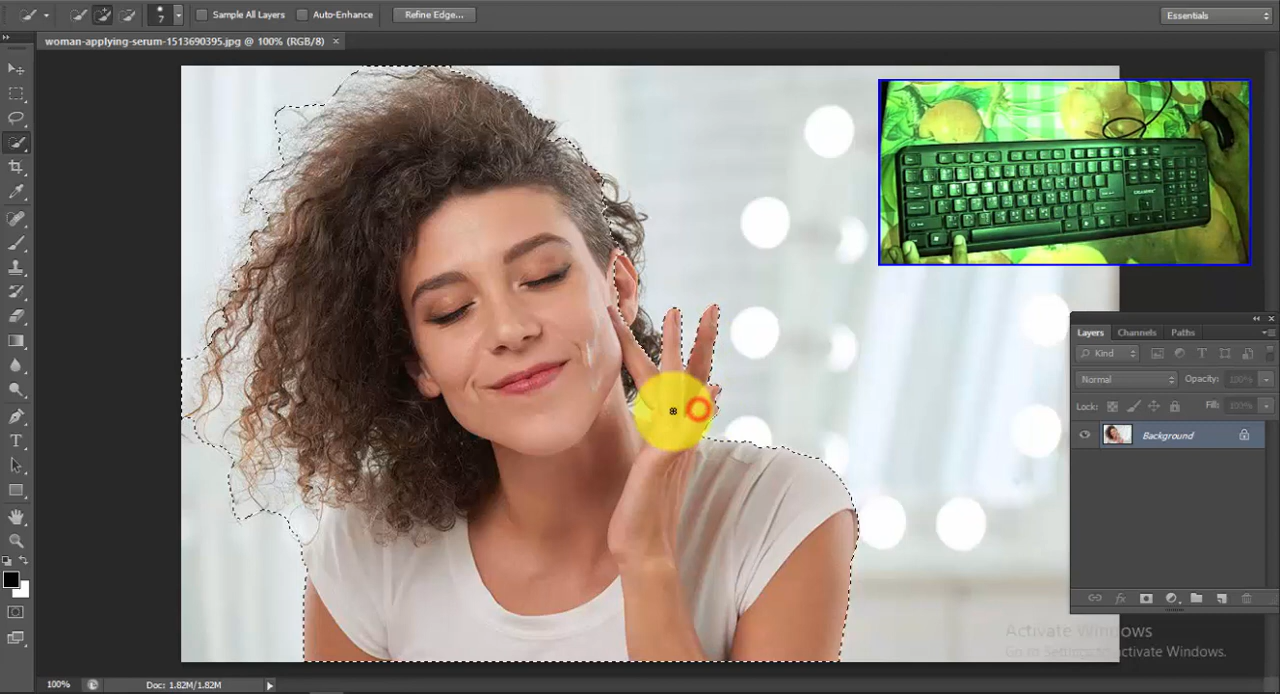 7
Sample All Layers
Auto-Enhance
Refine Edge...
Essentials
woman-applying-serum-1513690395.jpg @ 100% (RGB/8) ×
Layers Channels Paths
Kind
Normal
Opacity: 100%
Lock:
Fill: 100%
Background
Activate Windows
Go to Settings to activate Windows.
100%
Doc: 1.82M/1.82M